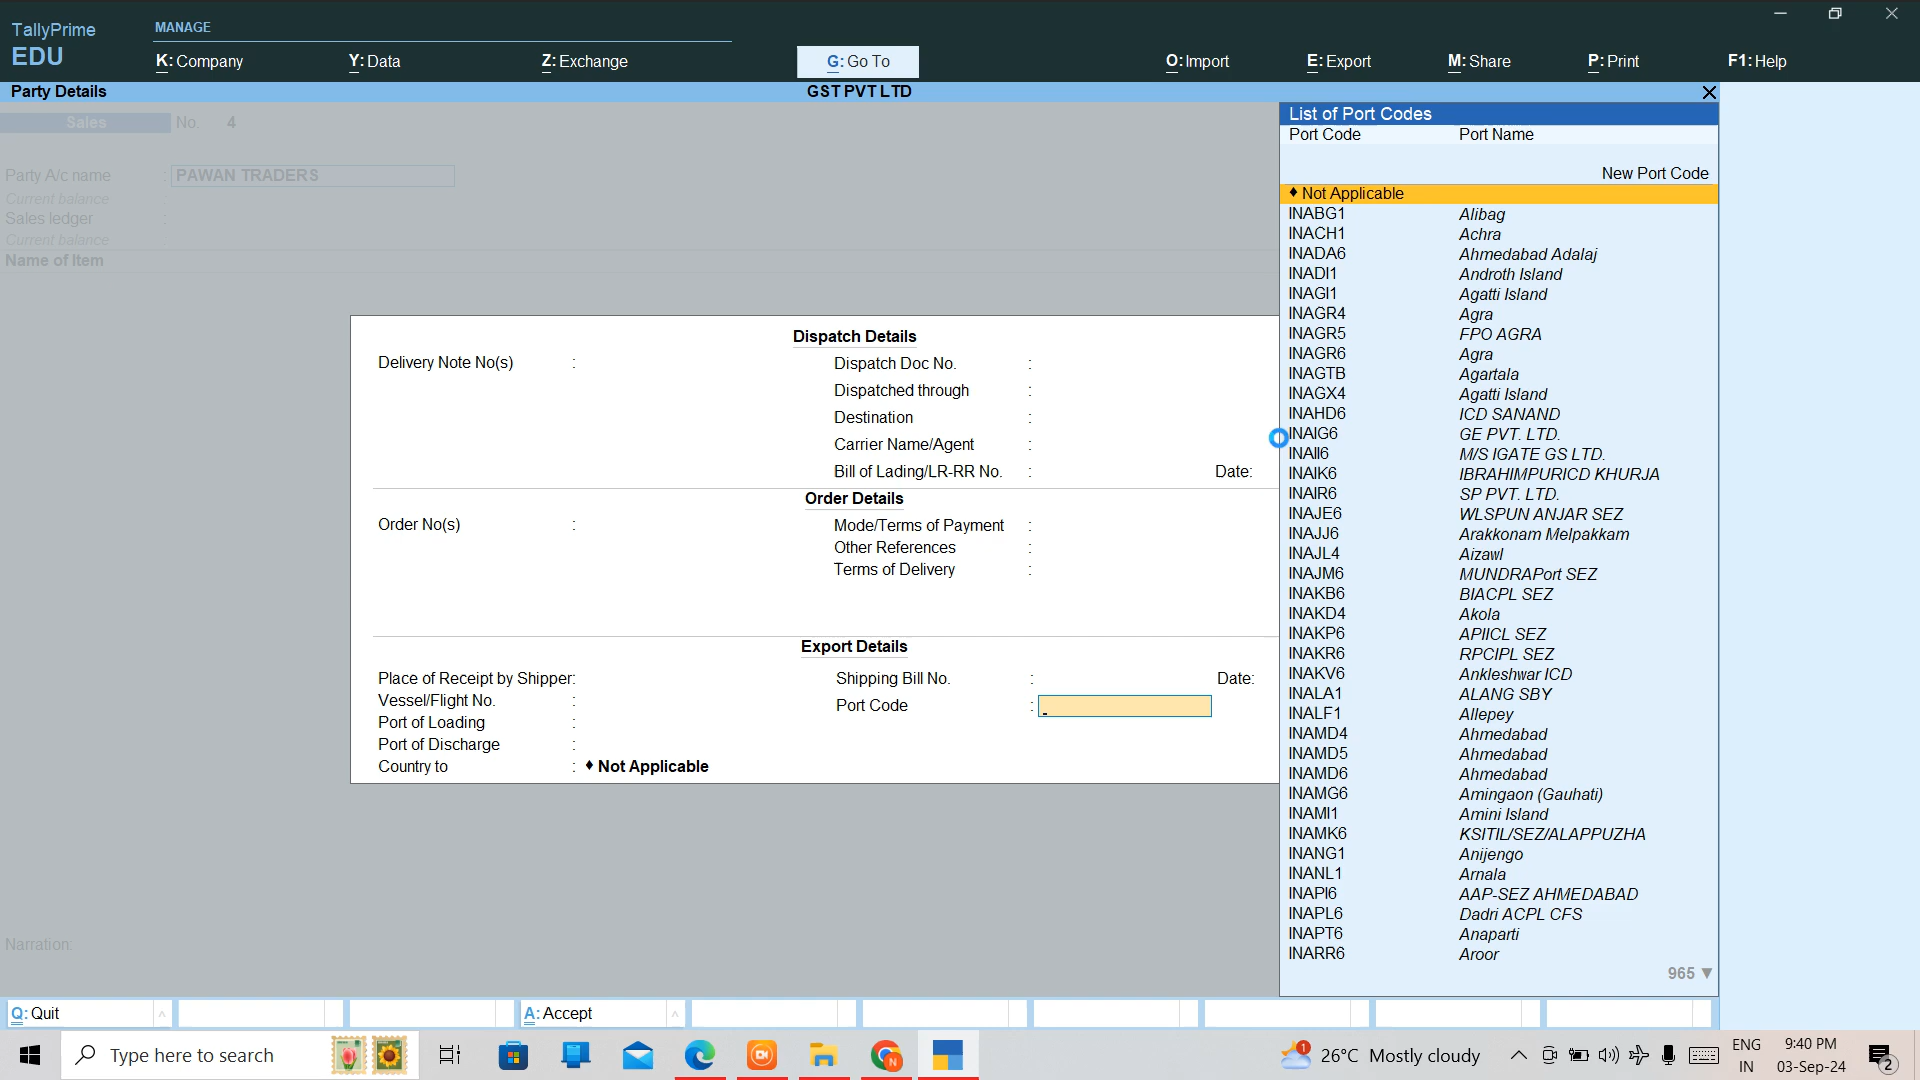 TallyPrime
EDU
MANAGE
K: Company
Y: Data
Z: Exchange
G: Go To
O: Import
E: Export
M: Share
P: Print
F1: Help
Party Details
GST PVT LTD
Sales No. 4
Party A/c name : PAWAN TRADERS
Current balance
Sales ledger :
Current balance
Name of Item
Dispatch Details
Delivery Note No(s) :
Dispatch Doc No. :
Dispatched through :
Destination :
Carrier Name/Agent :
Bill of Lading/LR-RR No. : Date:
Order Details
Order No(s) :
Mode/Terms of Payment :
Other References :
Terms of Delivery :
Export Details
Place of Receipt by Shipper:
Vessel/Flight No. :
Port of Loading :
Port of Discharge :
Country to : ♦ Not Applicable
Shipping Bill No. : Date:
Port Code :
List of Port Codes
Port Code Port Name
New Port Code
♦ Not Applicable
INABG1 Alibag
INACH1 Achra
INADA6 Ahmedabad Adalaj
INADI1 Androth Island
INAGI1 Agatti Island
INAGR4 Agra
INAGR5 FPO AGRA
INAGR6 Agra
INAGTB Agartala
INAGX4 Agatti Island
INAHD6 ICD SANAND
INAIG6 GE PVT. LTD.
INAII6 M/S IGATE GS LTD.
INAIK6 IBRAHIMPURICD KHURJA
INAIR6 SP PVT. LTD.
INAJE6 WLSPUN ANJAR SEZ
INAJJ6 Arakkonam Melpakkam
INAJL4 Aizawl
INAJM6 MUNDRAPort SEZ
INAKB6 BIACPL SEZ
INAKD4 Akola
INAKP6 APIICL SEZ
INAKR6 RPCIPL SEZ
INAKV6 Ankleshwar ICD
INALA1 ALANG SBY
INALF1 Allepey
INAMD4 Ahmedabad
INAMD5 Ahmedabad
INAMD6 Ahmedabad
INAMG6 Amingaon (Gauhati)
INAMI1 Amini Island
INAMK6 KSITIL/SEZ/ALAPPUZHA
INANG1 Anijengo
INANL1 Arnala
INAPI6 AAP-SEZ AHMEDABAD
INAPL6 Dadri ACPL CFS
INAPT6 Anaparti
INARR6 Aroor
965 ▼
Narration:
Q: Quit
A: Accept
Type here to search
1
26°C Mostly cloudy
ENG
IN
9:40 PM
03-Sep-24
2